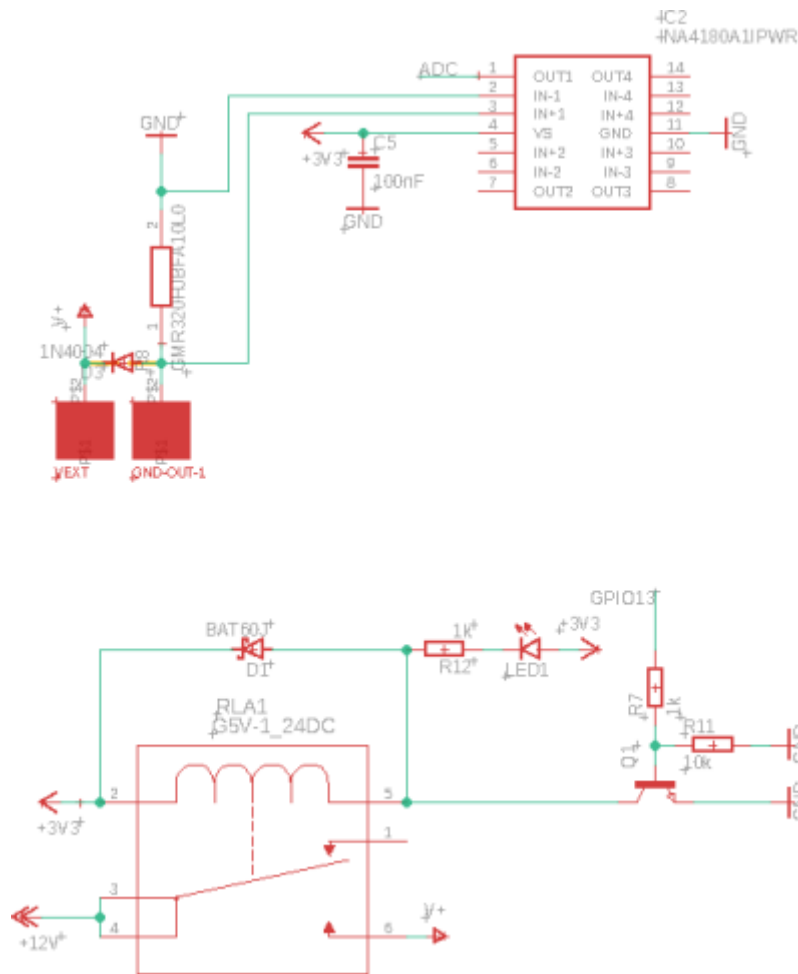 IC2
INA4180A1IPWR
ADC
1 OUT1 OUT4 14
2 IN-1 IN-4 13
3 IN+1 IN+4 12
4 VS GND 11
5 IN+2 IN+3 10
6 IN-2 IN-3 9
7 OUT2 OUT3 8
GND
GND
+3V3
C5
100nF
GND
2
GMR320HJBFA10L0
1
R8
V+
1N4004
D3
VEXT
GND-OUT-1
GPIO13
BAT60J
D1
1k
R12
LED1
+3V3
R7
1k
R11
10k
Q1
RLA1
G5V-1_24DC
2
5
+3V3
1
3
4
+12V
6
V+